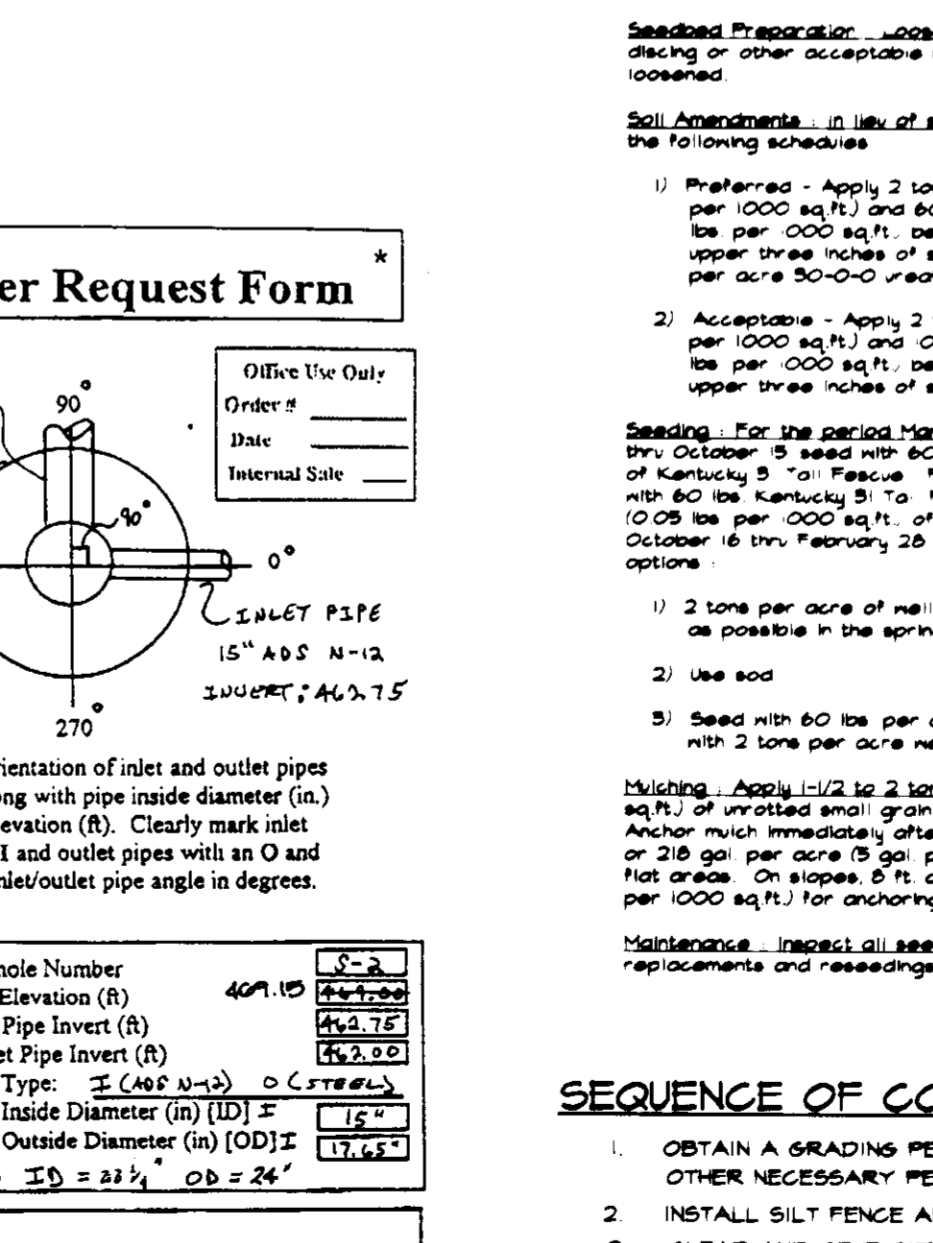 er Request Form
*
Office Use Only
Order #
Date
Internal Sale
90°
90°
0°
INLET PIPE
15" ADS N-12
INVERT: 462.75
270°
rientation of inlet and outlet pipes
ong with pipe inside diameter (in.)
evation (ft). Clearly mark inlet
I and outlet pipes with an O and
nlet/outlet pipe angle in degrees.
hole Number S-2
Elevation (ft) 469.15 469.00
Pipe Invert (ft) 462.75
et Pipe Invert (ft) 462.00
Type: I (ADS N-12) O (STEEL)
Inside Diameter (in) [ID] I 15"
Outside Diameter (in) [OD] I 17.65"
ID = 23 1/4" OD = 24"
Seedbed Preparation Loos
discing or other acceptable
loosened.
Soil Amendments : in lieu of s
the following schedules
1) Preferred - Apply 2 to
per 1000 sq.ft.) and 60
lbs. per 1000 sq.ft., be
upper three inches of s
per acre 30-0-0 urea
2) Acceptable - Apply 2
per 1000 sq.ft.) and 10
lbs per 1000 sq.ft., be
upper three inches of s
Seeding : For the period Mar
thru October 15 seed with 60
of Kentucky 3 Tall Fescue F
with 60 lbs. Kentucky 31 Ta
(0.05 lbs per 1000 sq.ft., of
October 16 thru February 28
options :
1) 2 tons per acre of well
as possible in the sprin
2) Use sod
3) Seed with 60 lbs per a
with 2 tons per acre we
Mulching : Apply 1-1/2 to 2 ton
sq.ft.) of unrotted small grain
Anchor mulch immediately afte
or 218 gal. per acre (5 gal. p
flat areas. On slopes, 8 ft. o
per 1000 sq.ft.) for anchoring
Maintenance : Inspect all see
replacements and reseedings
SEQUENCE OF CO
1. OBTAIN A GRADING PE
OTHER NECESSARY PE
2. INSTALL SILT FENCE A